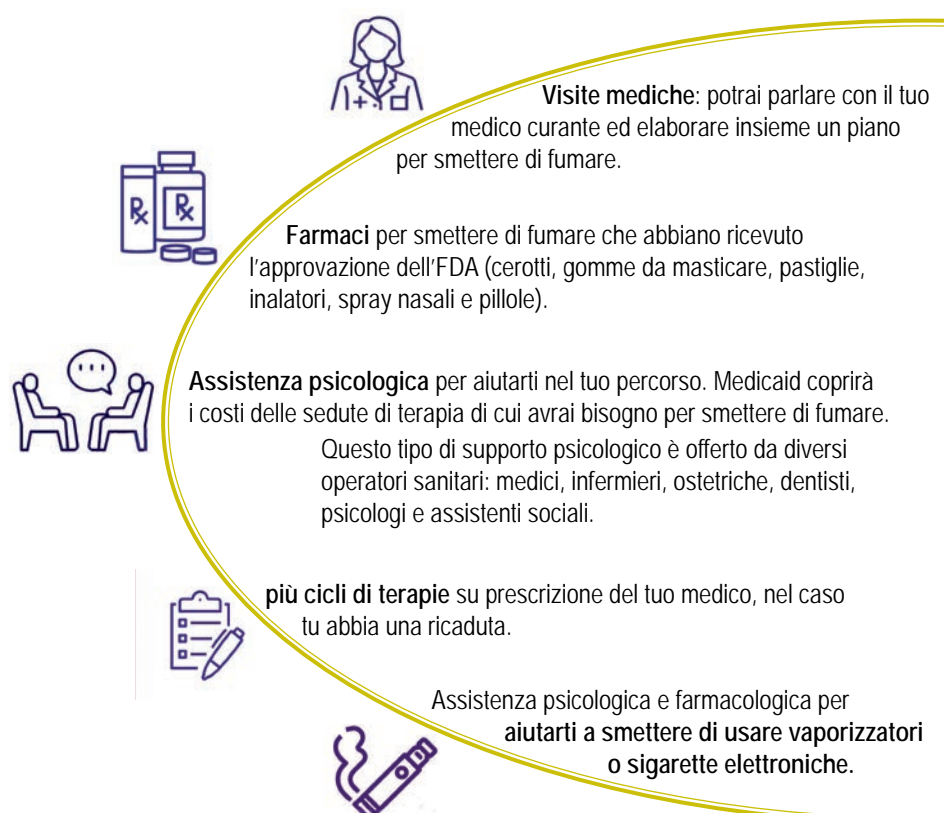 Visite mediche: potrai parlare con il tuo
medico curante ed elaborare insieme un piano
per smettere di fumare.
Rx
Rx
Farmaci per smettere di fumare che abbiano ricevuto
l'approvazione dell'FDA (cerotti, gomme da masticare, pastiglie,
inalatori, spray nasali e pillole).
Assistenza psicologica per aiutarti nel tuo percorso. Medicaid coprirà
i costi delle sedute di terapia di cui avrai bisogno per smettere di fumare.
Questo tipo di supporto psicologico è offerto da diversi
operatori sanitari: medici, infermieri, ostetriche, dentisti,
psicologi e assistenti sociali.
più cicli di terapie su prescrizione del tuo medico, nel caso
tu abbia una ricaduta.
Assistenza psicologica e farmacologica per
aiutarti a smettere di usare vaporizzatori
o sigarette elettroniche.